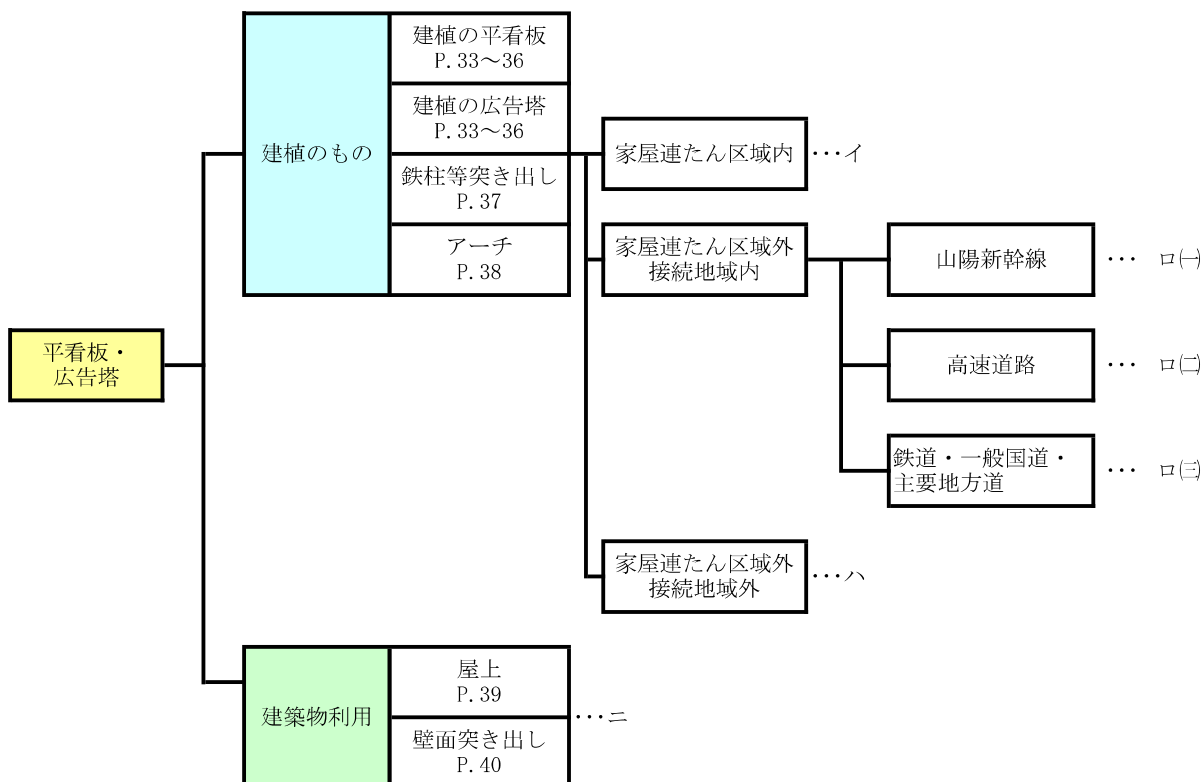 平看板・
広告塔
建植のもの
建植の平看板
P.33～36
建植の広告塔
P.33～36
鉄柱等突き出し
P.37
アーチ
P.38
家屋連たん区域内
・・・イ
家屋連たん区域外
接続地域内
山陽新幹線
・・・ ロ㈠
高速道路
・・・ ロ㈡
鉄道・一般国道・
主要地方道
・・・ ロ㈢
家屋連たん区域外
接続地域外
・・・ハ
建築物利用
屋上
P.39
壁面突き出し
P.40
・・・ニ